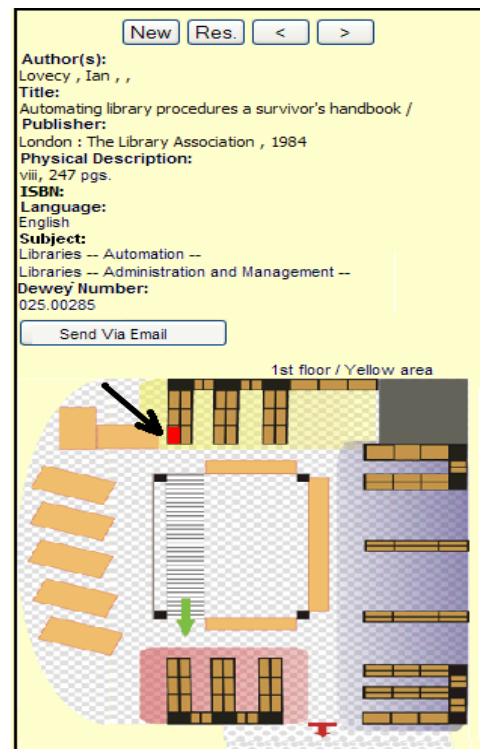 New Res. < >
Author(s):
Lovecy , Ian , ,
Title:
Automating library procedures a survivor's handbook /
Publisher:
London : The Library Association , 1984
Physical Description:
viii, 247 pgs.
ISBN:
Language:
English
Subject:
Libraries -- Automation --
Libraries -- Administration and Management --
Dewey Number:
025.00285
Send Via Email
1st floor / Yellow area